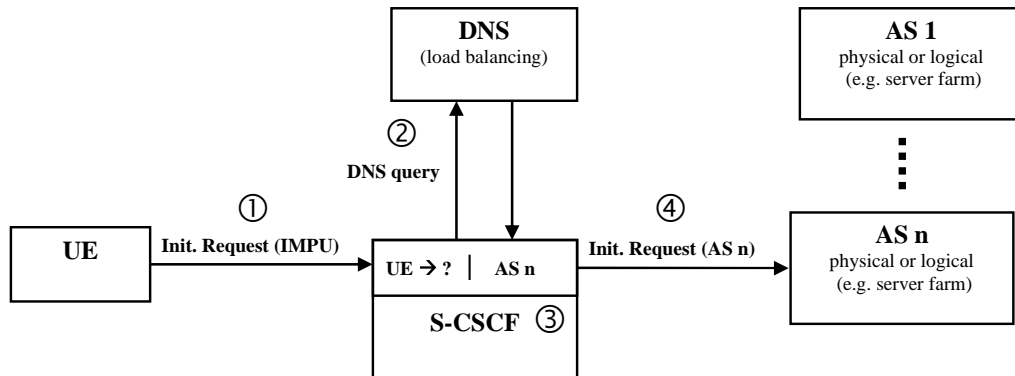 DNS
(load balancing)
AS 1
physical or logical
(e.g. server farm)
②
DNS query
①
Init. Request (IMPU)
④
Init. Request (AS n)
UE
UE → ? | AS n
S-CSCF ③
AS n
physical or logical
(e.g. server farm)